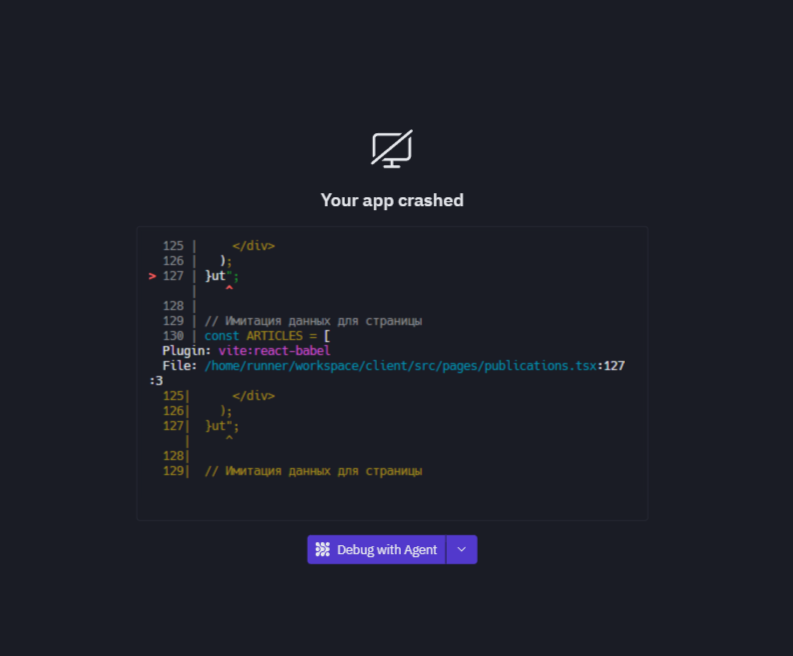 Your app crashed
125 |     </div>
126 |   );
> 127 | }ut";
|    ^
128 |
129 | // Имитация данных для страницы
130 | const ARTICLES = [
Plugin: vite:react-babel
File: /home/runner/workspace/client/src/pages/publications.tsx:127
:3
125|      </div>
126|    );
127|  }ut";
|     ^
128|
129|  // Имитация данных для страницы
Debug with Agent